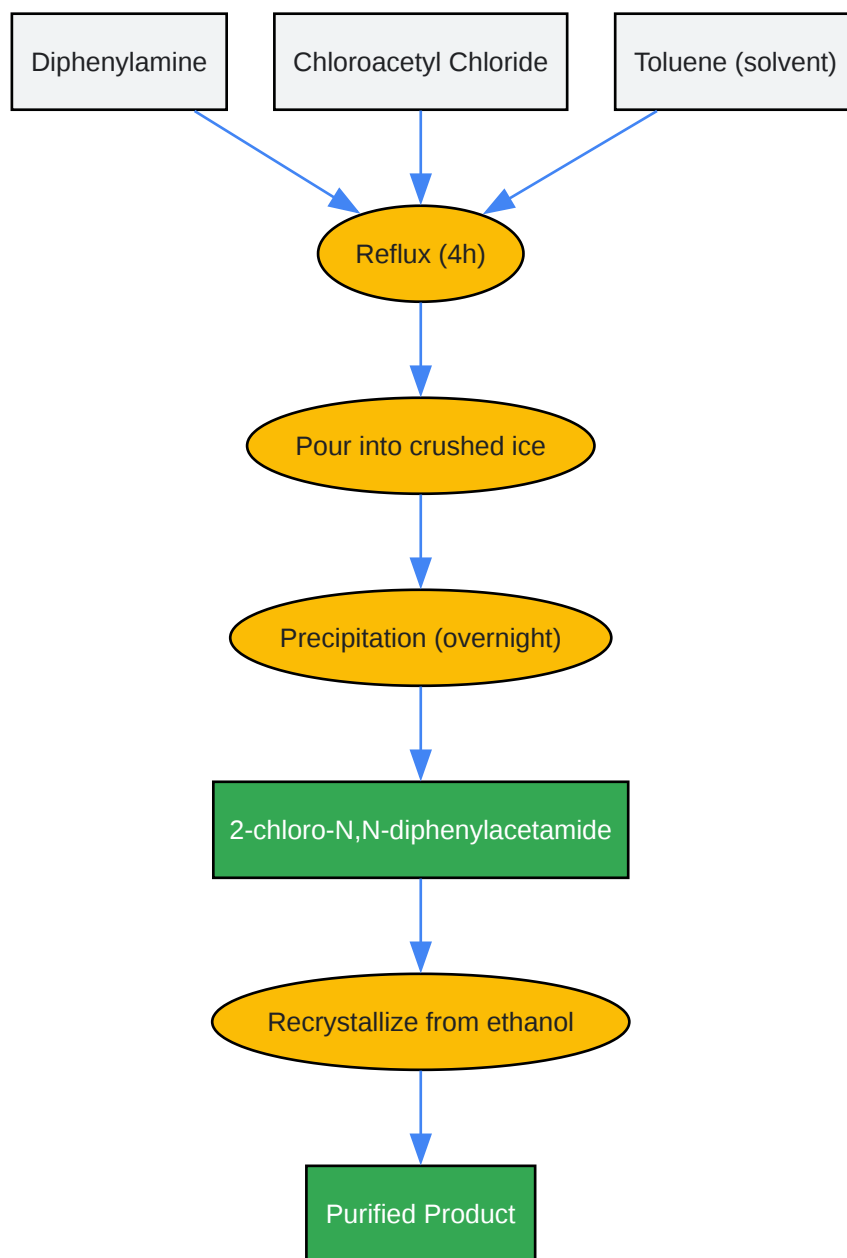 Diphenylamine
Chloroacetyl Chloride
Toluene (solvent)
Reflux (4h)
Pour into crushed ice
Precipitation (overnight)
2-chloro-N,N-diphenylacetamide
Recrystallize from ethanol
Purified Product